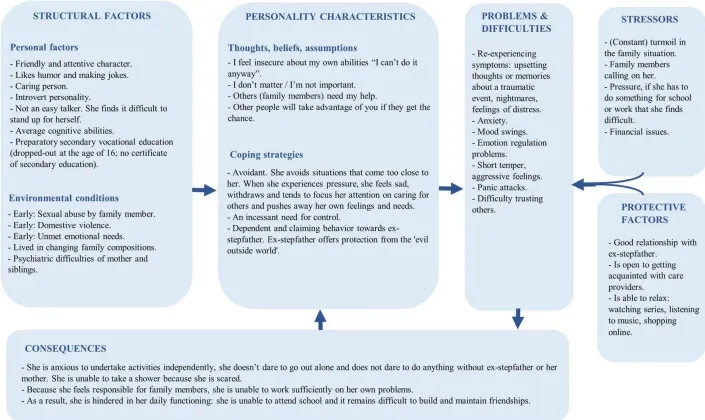 STRUCTURAL FACTORS
Personal factors
- Friendly and attentive character.
- Likes humor and making jokes.
- Caring person.
- Introvert personality.
- Not an easy talker. She finds it difficult to
stand up for herself.
- Average cognitive abilities.
- Preparatory secondary vocational education
(dropped-out at the age of 16; no certificate
of secondary education).
Environmental conditions
- Early: Sexual abuse by family member.
- Early: Domestic violence.
- Early: Unmet emotional needs.
- Lived in changing family compositions.
- Psychiatric difficulties of mother and
siblings.
PERSONALITY CHARACTERISTICS
Thoughts, beliefs, assumptions
- I feel insecure about my own abilities “I can’t do it
anyway”.
- I don’t matter / I’m not important.
- Others (family members) need my help.
- Other people will take advantage of you if they get the
chance.
Coping strategies
- Avoidant. She avoids situations that come too close to
her. When she experiences pressure, she feels sad,
withdraws and tends to focus her attention on caring for
others and pushes away her own feelings and needs.
- An incessant need for control.
- Dependent and claiming behavior towards ex-
stepfather. Ex-stepfather offers protection from the 'evil
outside world'.
PROBLEMS &
DIFFICULTIES
- Re-experiencing
symptoms: upsetting
thoughts or memories
about a traumatic
event, nightmares,
feelings of distress.
- Anxiety.
- Mood swings.
- Emotion regulation
problems.
- Short temper,
aggressive feelings.
- Panic attacks.
- Difficulty trusting
others.
STRESSORS
- (Constant) turmoil in
the family situation.
- Family members
calling on her.
- Pressure, if she has to
do something for school
or work that she finds
difficult.
- Financial issues.
PROTECTIVE
FACTORS
- Good relationship with
ex-stepfather.
- Is open to getting
acquainted with care
providers.
- Is able to relax:
watching series, listening
to music, shopping
online.
CONSEQUENCES
- She is anxious to undertake activities independently, she doesn’t dare to go out alone and does not dare to do anything without ex-stepfather or her
mother. She is unable to take a shower because she is scared.
- Because she feels responsible for family members, she is unable to work sufficiently on her own problems.
- As a result, she is hindered in her daily functioning: she is unable to attend school and it remains difficult to build and maintain friendships.